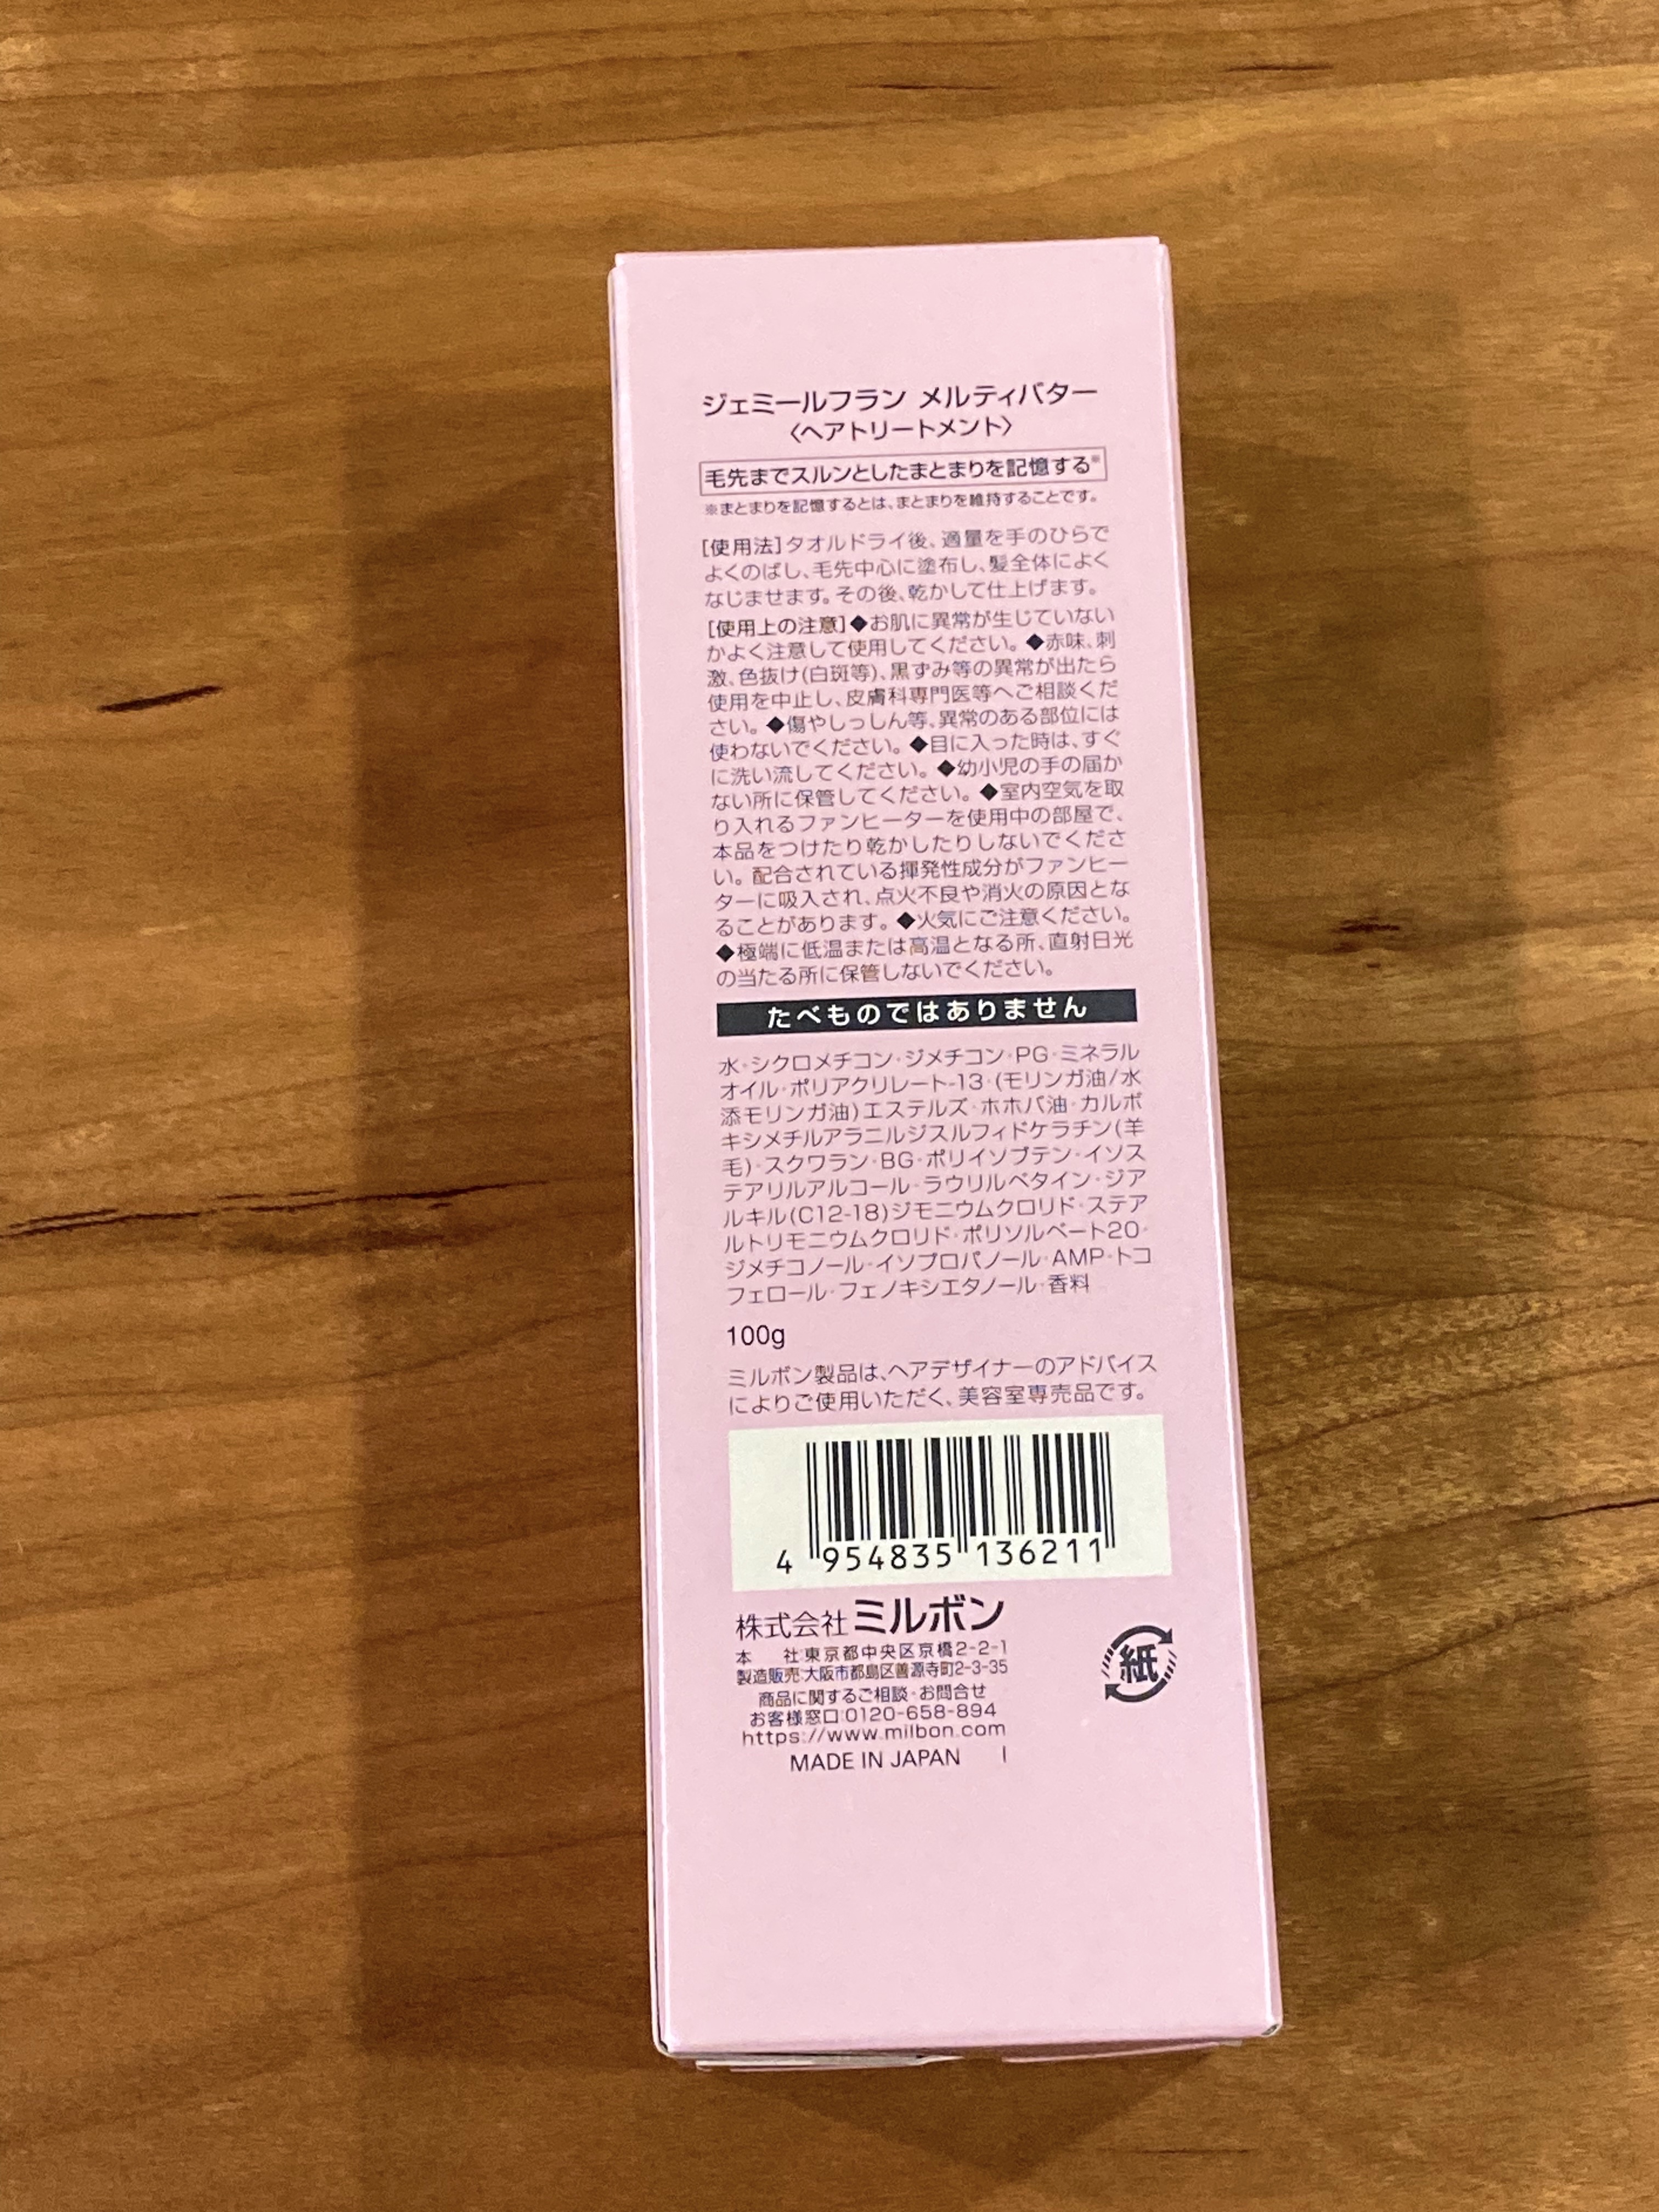 ジェミールフラン メルティバター
〈ヘアトリートメント〉
毛先までスルンとしたまとまりを記憶する※
※まとまりを記憶するとは、まとまりを維持することです。
[使用法]タオルドライ後、適量を手のひらで
よくのばし、毛先中心に塗布し、髪全体によく
なじませます。その後、乾かして仕上げます。
[使用上の注意]◆お肌に異常が生じていない
かよく注意して使用してください。◆赤味、刺
激、色抜け(白斑等)、黒ずみ等の異常が出たら
使用を中止し、皮膚科専門医等へご相談くだ
さい。◆傷やしっしん等、異常のある部位には
使わないでください。◆目に入った時は、すぐ
に洗い流してください。◆幼小児の手の届か
ない所に保管してください。◆室内空気を取
り入れるファンヒーターを使用中の部屋で、
本品をつけたり乾かしたりしないでくださ
い。配合されている揮発性成分がファンヒー
ターに吸入され、点火不良や消火の原因とな
ることがあります。◆火気にご注意ください。
◆極端に低温または高温となる所、直射日光
の当たる所に保管しないでください。
たべものではありません
水・シクロメチコン・ジメチコン・PG・ミネラル
オイル・ポリアクリレート-13・(モリンガ油/水
添モリンガ油)エステルズ・ホホバ油・カルボ
キシメチルアラニルジスルフィドケラチン(羊
毛)・スクワラン・BG・ポリイソブテン・イソス
テアリルアルコール・ラウリルベタイン・ジア
ルキル(C12-18)ジモニウムクロリド・ステア
ルトリモニウムクロリド・ポリソルベート20・
ジメチコノール・イソプロパノール・AMP・トコ
フェロール・フェノキシエタノール・香料
100g
ミルボン製品は、ヘアデザイナーのアドバイス
によりご使用いただく、美容室専売品です。
4 954835 136211
株式会社ミルボン
本 社:東京都中央区京橋2-2-1
製造販売:大阪市都島区善源寺町2-3-35
商品に関するご相談・お問合せ
お客様窓口:0120-658-894
https://www.milbon.com
MADE IN JAPAN I
紙